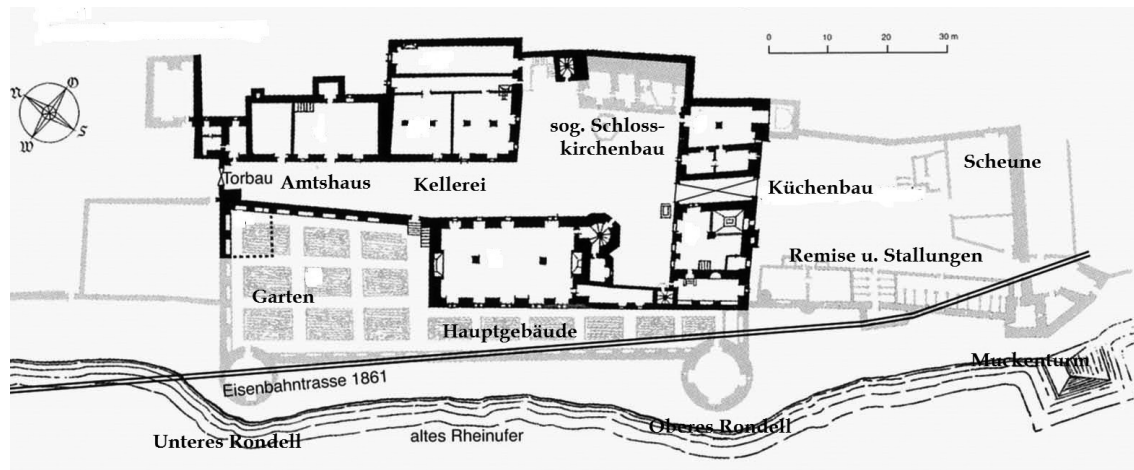 0 10 20 30 m
N O
W S
sog. Schloss-
kirchenbau
Scheune
Torbau
Amtshaus
Kellerei
Küchenbau
Remise u. Stallungen
Garten
Hauptgebäude
Muckenturm
Eisenbahntrasse 1861
Unteres Rondell
altes Rheinufer
Oberes Rondell